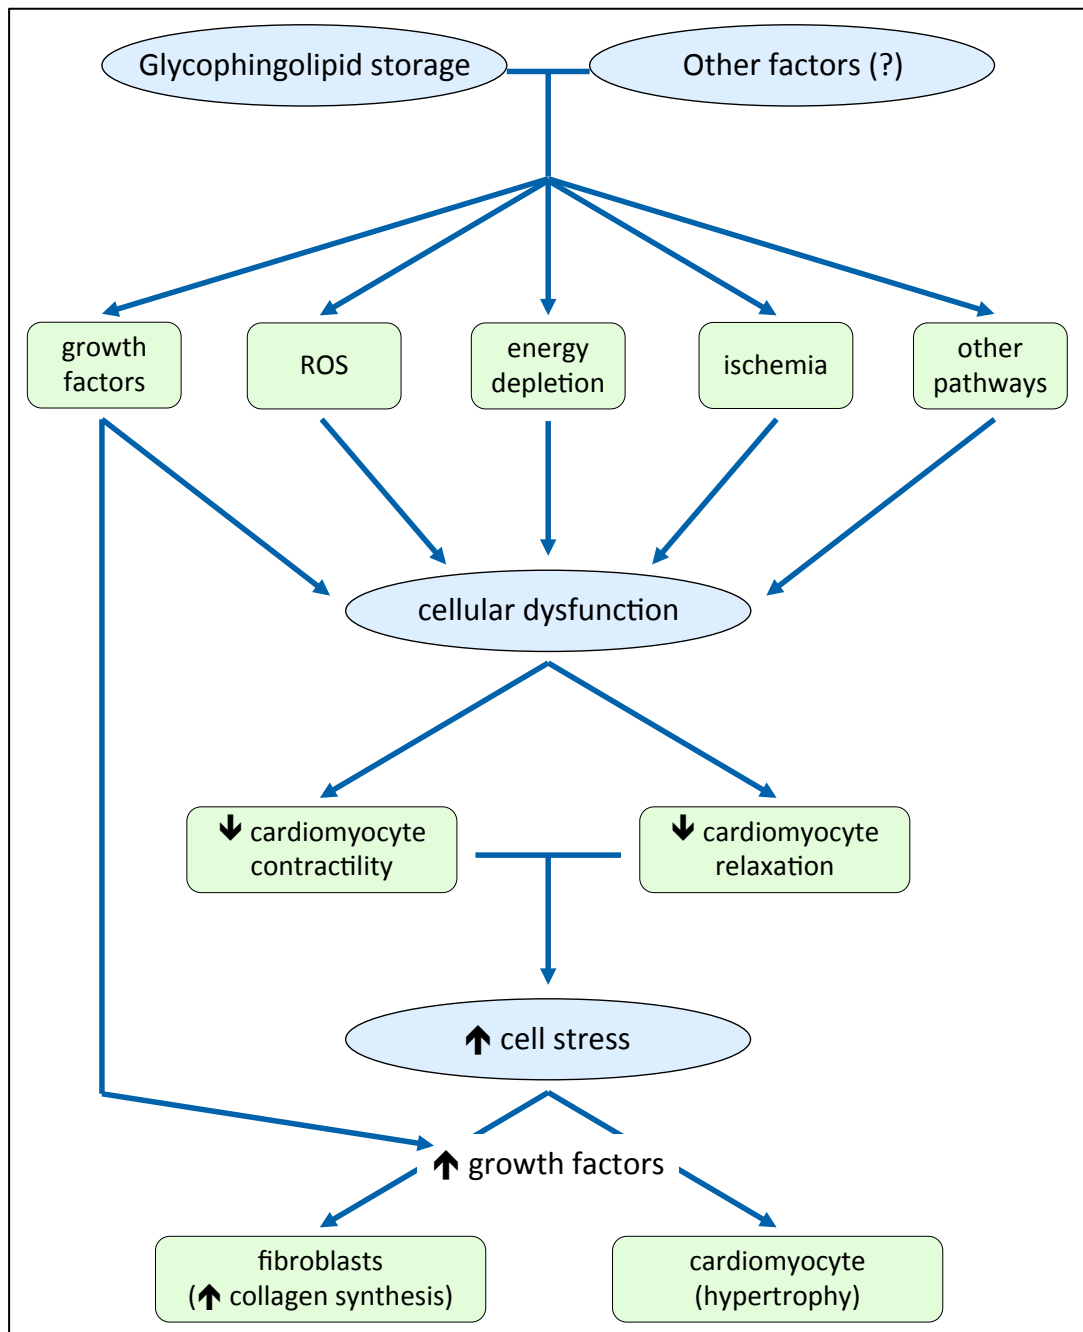 Glycophingolipid storage
Other factors (?)
growth
factors
ROS
energy
depletion
ischemia
other
pathways
cellular dysfunction
↓ cardiomyocyte
contractility
↓ cardiomyocyte
relaxation
↑ cell stress
↑ growth factors
fibroblasts
(↑ collagen synthesis)
cardiomyocyte
(hypertrophy)